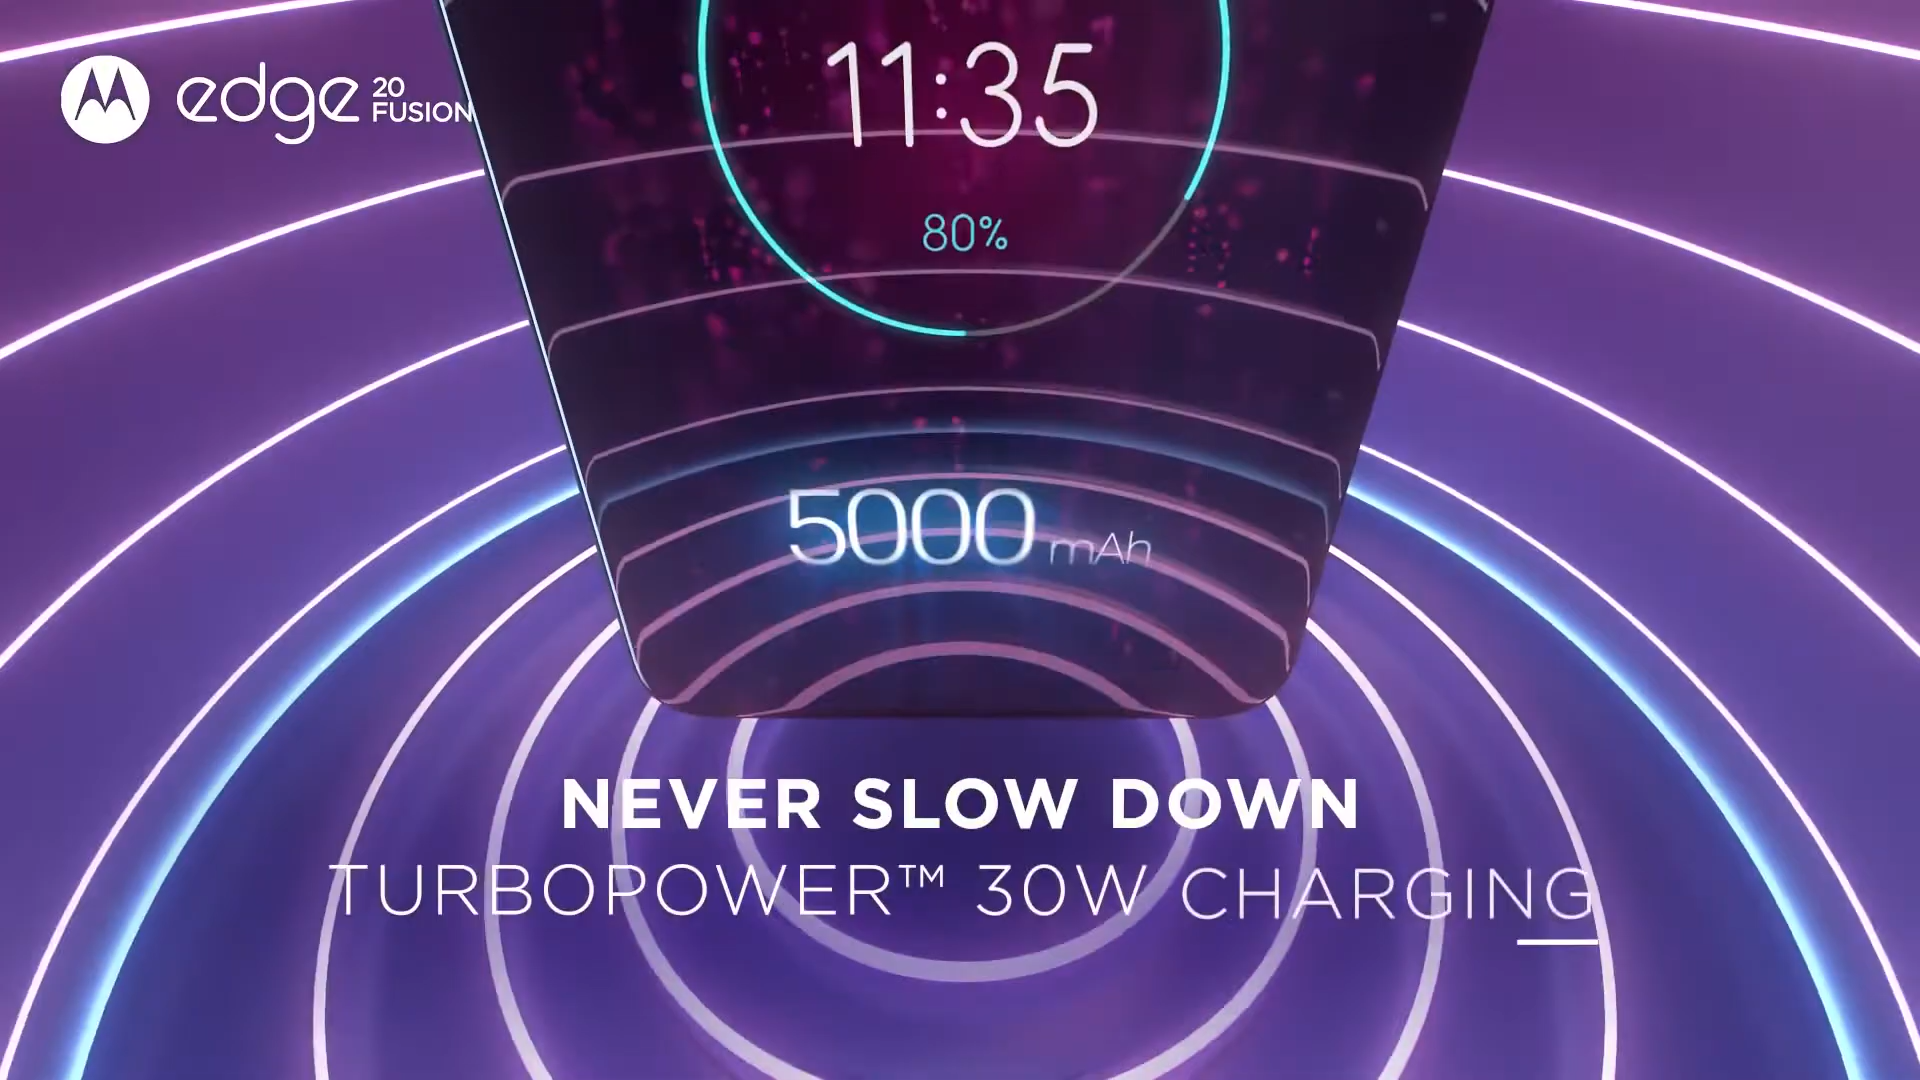 edge 20 FUSION
11:35
80%
5000 mAh
NEVER SLOW DOWN
TURBOPOWER™ 30W CHARGING